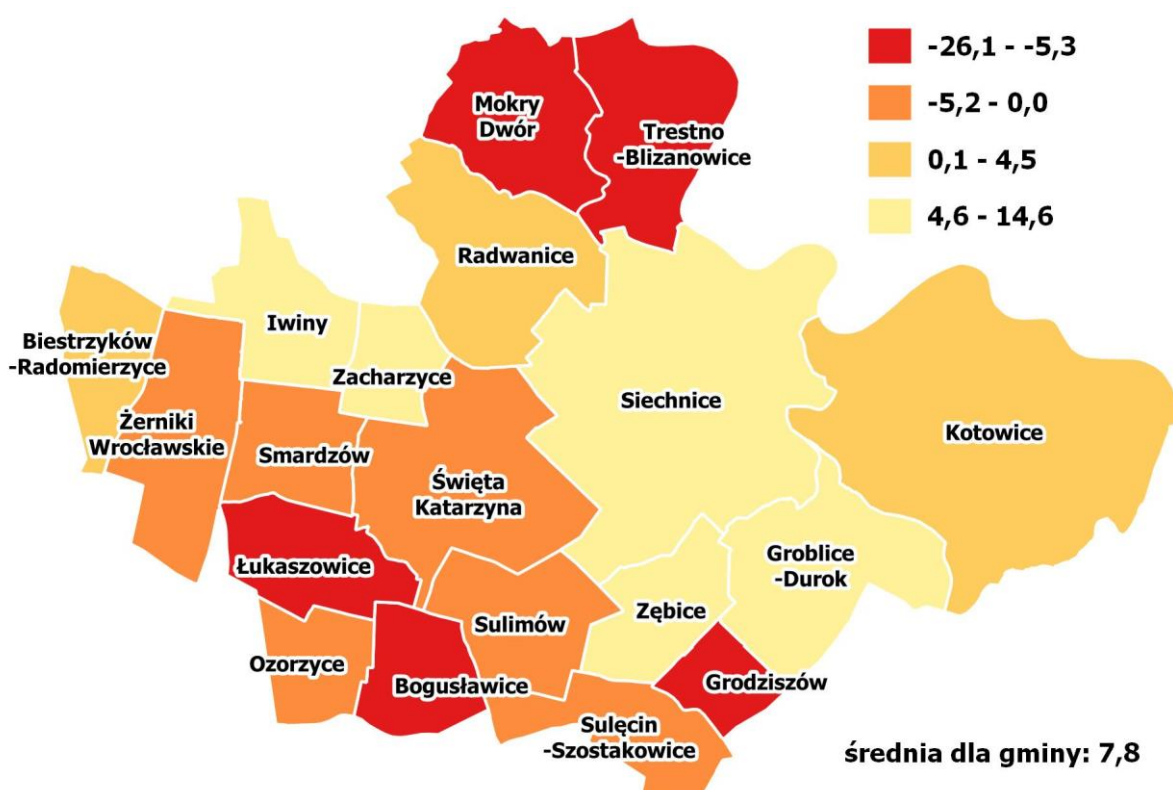 -26,1 - -5,3
-5,2 - 0,0
0,1 - 4,5
4,6 - 14,6
Mokry
Dwór
Trestno
-Blizanowice
Radwanice
Iwiny
Biestrzyków
-Radomierzyce
Zacharzyce
Siechnice
Kotowice
Żerniki
Wrocławskie
Smardzów
Święta
Katarzyna
Łukaszowice
Groblice
-Durok
Sulimów
Zębice
Ozorzyce
Bogusławice
Grodziszów
Sulęcin
-Szostakowice
średnia dla gminy: 7,8